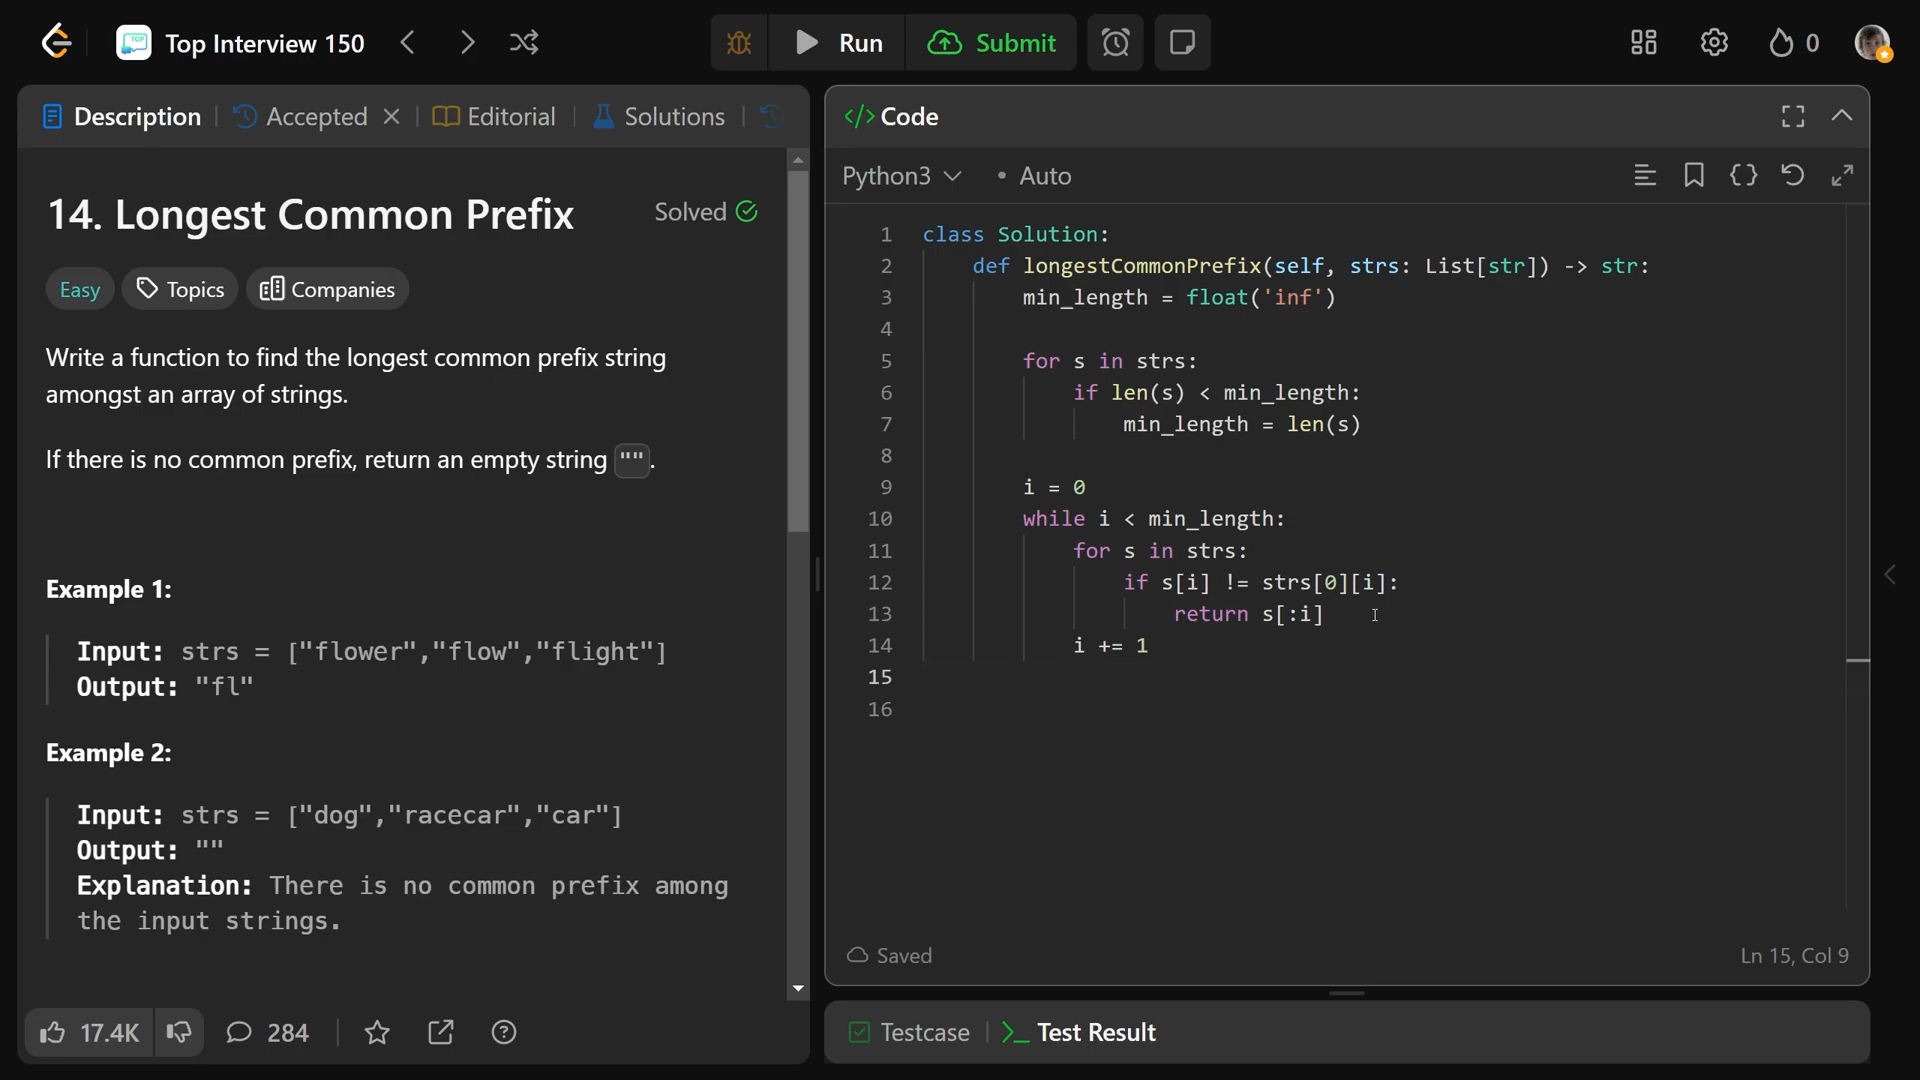 Top Interview 150
Run
Submit
0
Description
Accepted
Editorial
Solutions
14. Longest Common Prefix
Solved
Easy
Topics
Companies
Write a function to find the longest common prefix string
amongst an array of strings.
If there is no common prefix, return an empty string "".
Example 1:
Input: strs = ["flower","flow","flight"]
Output: "fl"
Example 2:
Input: strs = ["dog","racecar","car"]
Output: ""
Explanation: There is no common prefix among
the input strings.
17.4K
284
</> Code
Python3
• Auto
1 class Solution:
2 def longestCommonPrefix(self, strs: List[str]) -> str:
3 min_length = float('inf')
4
5 for s in strs:
6 if len(s) < min_length:
7 min_length = len(s)
8
9 i = 0
10 while i < min_length:
11 for s in strs:
12 if s[i] != strs[0][i]:
13 return s[:i]
14 i += 1
15
16
Saved
Ln 15, Col 9
Testcase
Test Result